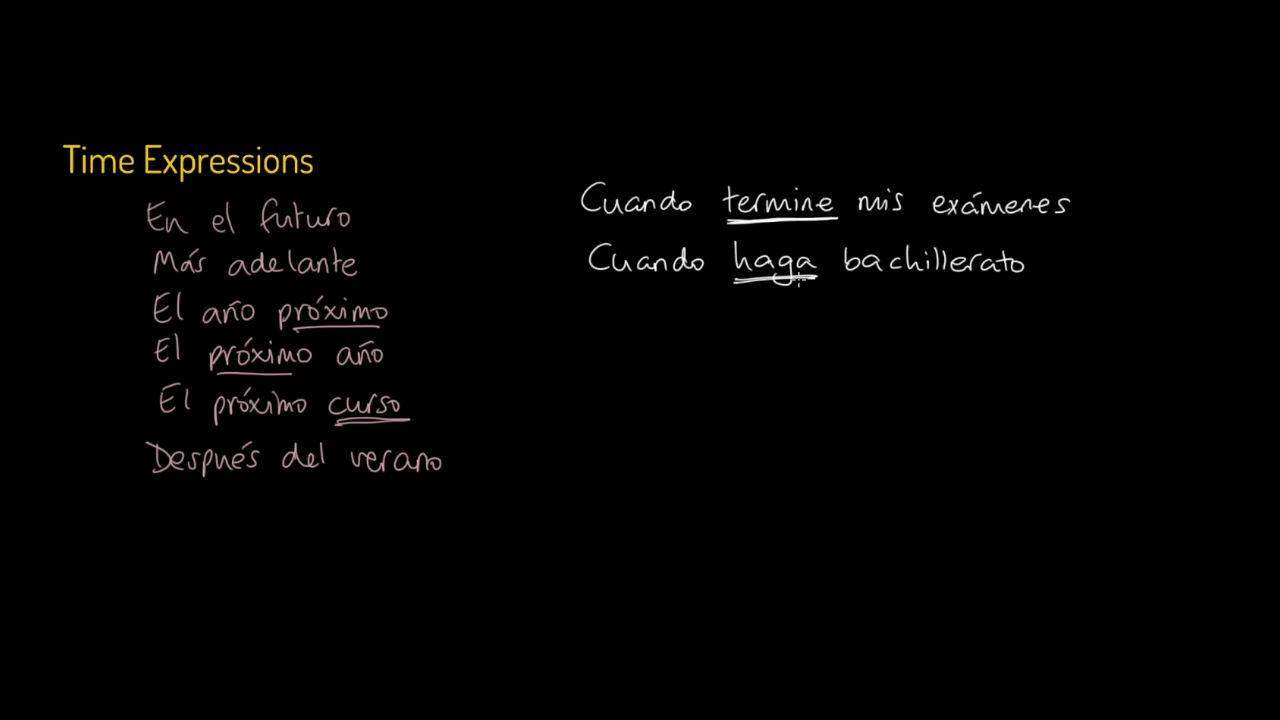 Time Expressions
En el futuro
Más adelante
El año próximo
El próximo año
El próximo curso
Después del verano
Cuando termine mis exámenes
Cuando haga bachillerato